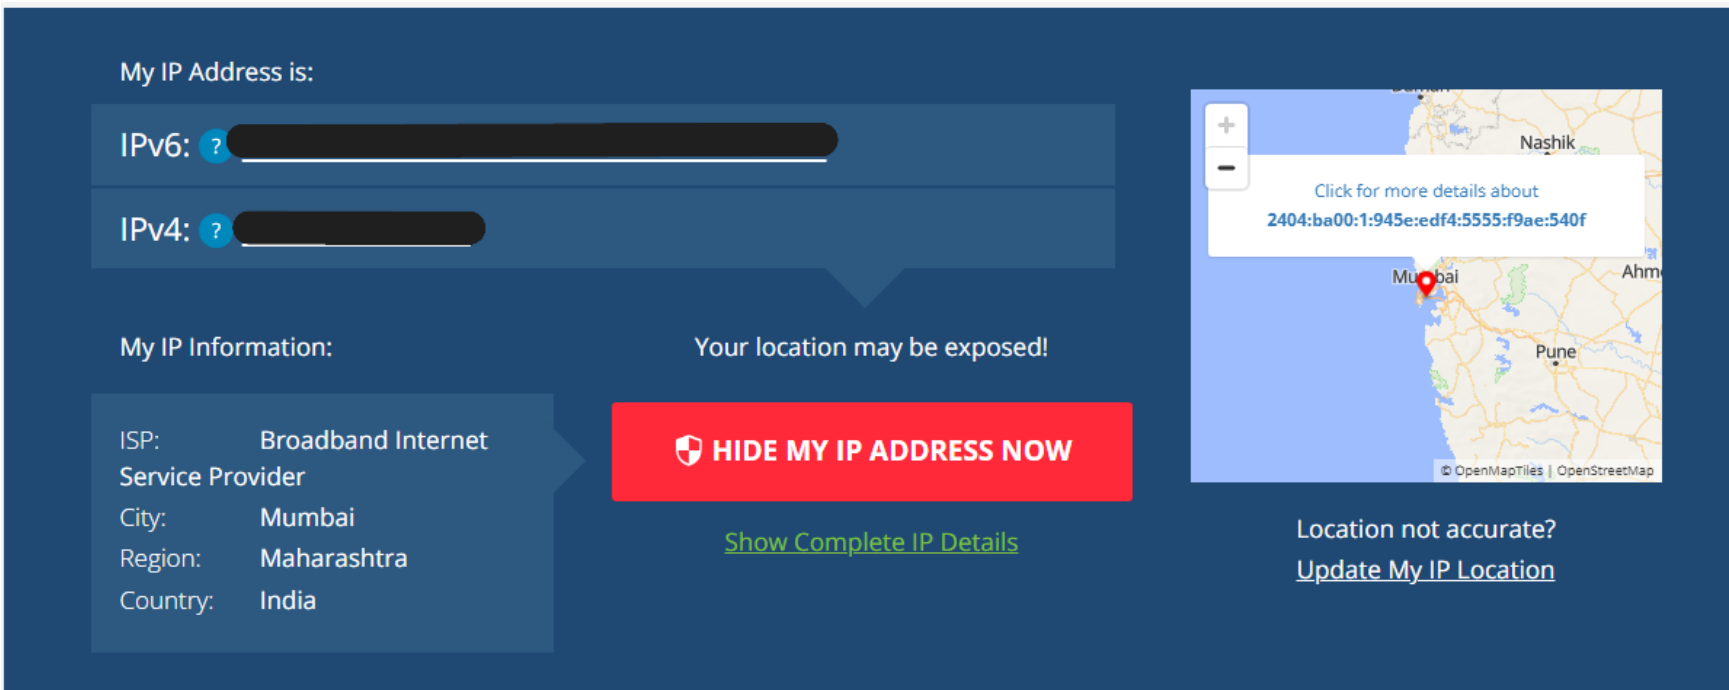 My IP Address is:
IPv6: ?
IPv4: ?
My IP Information:
ISP: Broadband Internet
Service Provider
City: Mumbai
Region: Maharashtra
Country: India
Your location may be exposed!
HIDE MY IP ADDRESS NOW
Show Complete IP Details
+
−
Nashik
Click for more details about
2404:ba00:1:945e:edf4:5555:f9ae:540f
Pune
© OpenMapTiles | OpenStreetMap
Location not accurate?
Update My IP Location